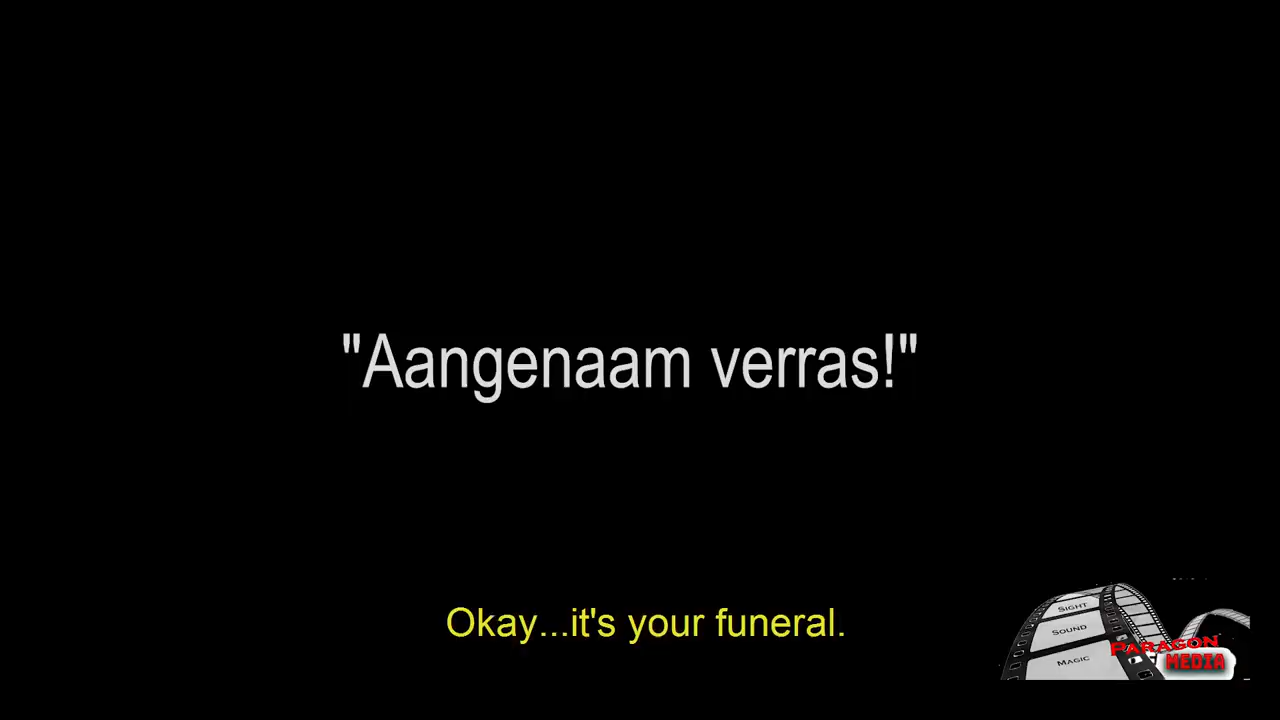 "Aangenaam verras!"
Okay...it's your funeral.
SIGHT
SOUND
MAGIC
PARAGON
MEDIA